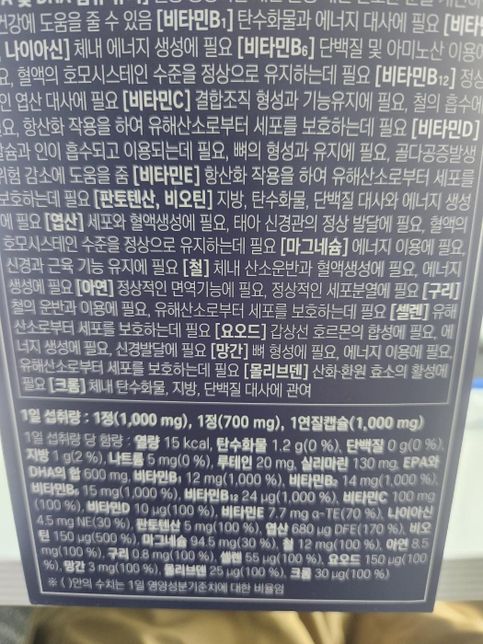 건강에 도움을 줄 수 있음 [비타민B₁] 탄수화물과 에너지 대사에 필요 [비타민
[나이아신] 체내 에너지 생성에 필요 [비타민B₆] 단백질 및 아미노산 이용에
혈액의 호모시스테인 수준을 정상으로 유지하는데 필요 [비타민B₁₂] 정상
인 엽산 대사에 필요 [비타민C] 결합조직 형성과 기능유지에 필요, 철의 흡수에
요, 항산화 작용을 하여 유해산소로부터 세포를 보호하는데 필요 [비타민D]
칼슘과 인이 흡수되고 이용되는데 필요, 뼈의 형성과 유지에 필요, 골다공증발생
위험 감소에 도움을 줌 [비타민E] 항산화 작용을 하여 유해산소로부터 세포를
보호하는데 필요 [판토텐산, 비오틴] 지방, 탄수화물, 단백질 대사와 에너지 생성
에 필요 [엽산] 세포와 혈액생성에 필요, 태아 신경관의 정상 발달에 필요, 혈액의
호모시스테인 수준을 정상으로 유지하는데 필요 [마그네슘] 에너지 이용에 필요,
신경과 근육 기능 유지에 필요 [철] 체내 산소운반과 혈액생성에 필요, 에너지
생성에 필요 [아연] 정상적인 면역기능에 필요, 정상적인 세포분열에 필요 [구리]
철의 운반과 이용에 필요, 유해산소로부터 세포를 보호하는데 필요 [셀렌] 유해
산소로부터 세포를 보호하는데 필요 [요오드] 갑상선 호르몬의 합성에 필요, 에
너지 생성에 필요, 신경발달에 필요 [망간] 뼈 형성에 필요, 에너지 이용에 필요,
유해산소로부터 세포를 보호하는데 필요 [몰리브덴] 산화·환원 효소의 활성에
필요 [크롬] 체내 탄수화물, 지방, 단백질 대사에 관여
1일 섭취량 : 1정(1,000 mg), 1정(700 mg), 1연질캡슐(1,000 mg)
1일 섭취량 당 함량 : 열량 15 kcal, 탄수화물 1.2 g(0 %), 단백질 0 g(0 %),
지방 1 g(2 %), 나트륨 5 mg(0 %), 루테인 20 mg, 실리마린 130 mg, EPA와
DHA의 합 600 mg, 비타민B₁ 12 mg(1,000 %), 비타민B₂ 14 mg(1,000 %),
비타민B₆ 15 mg(1,000 %), 비타민B₁₂ 24 μg(1,000 %), 비타민C 100 mg
(100 %), 비타민D 10 μg(100 %), 비타민E 7.7 mg α-TE(70 %), 나이아신
4.5 mg NE(30 %), 판토텐산 5 mg(100 %), 엽산 680 μg DFE(170 %), 비오
틴 150 μg(500 %), 마그네슘 94.5 mg(30 %), 철 12 mg(100 %), 아연 8.5
mg(100 %), 구리 0.8 mg(100 %), 셀렌 55 μg(100 %), 요오드 150 μg(100
%), 망간 3 mg(100 %), 몰리브덴 25 μg(100 %), 크롬 30 μg(100 %)
※ ( )안의 수치는 1일 영양성분기준치에 대한 비율임